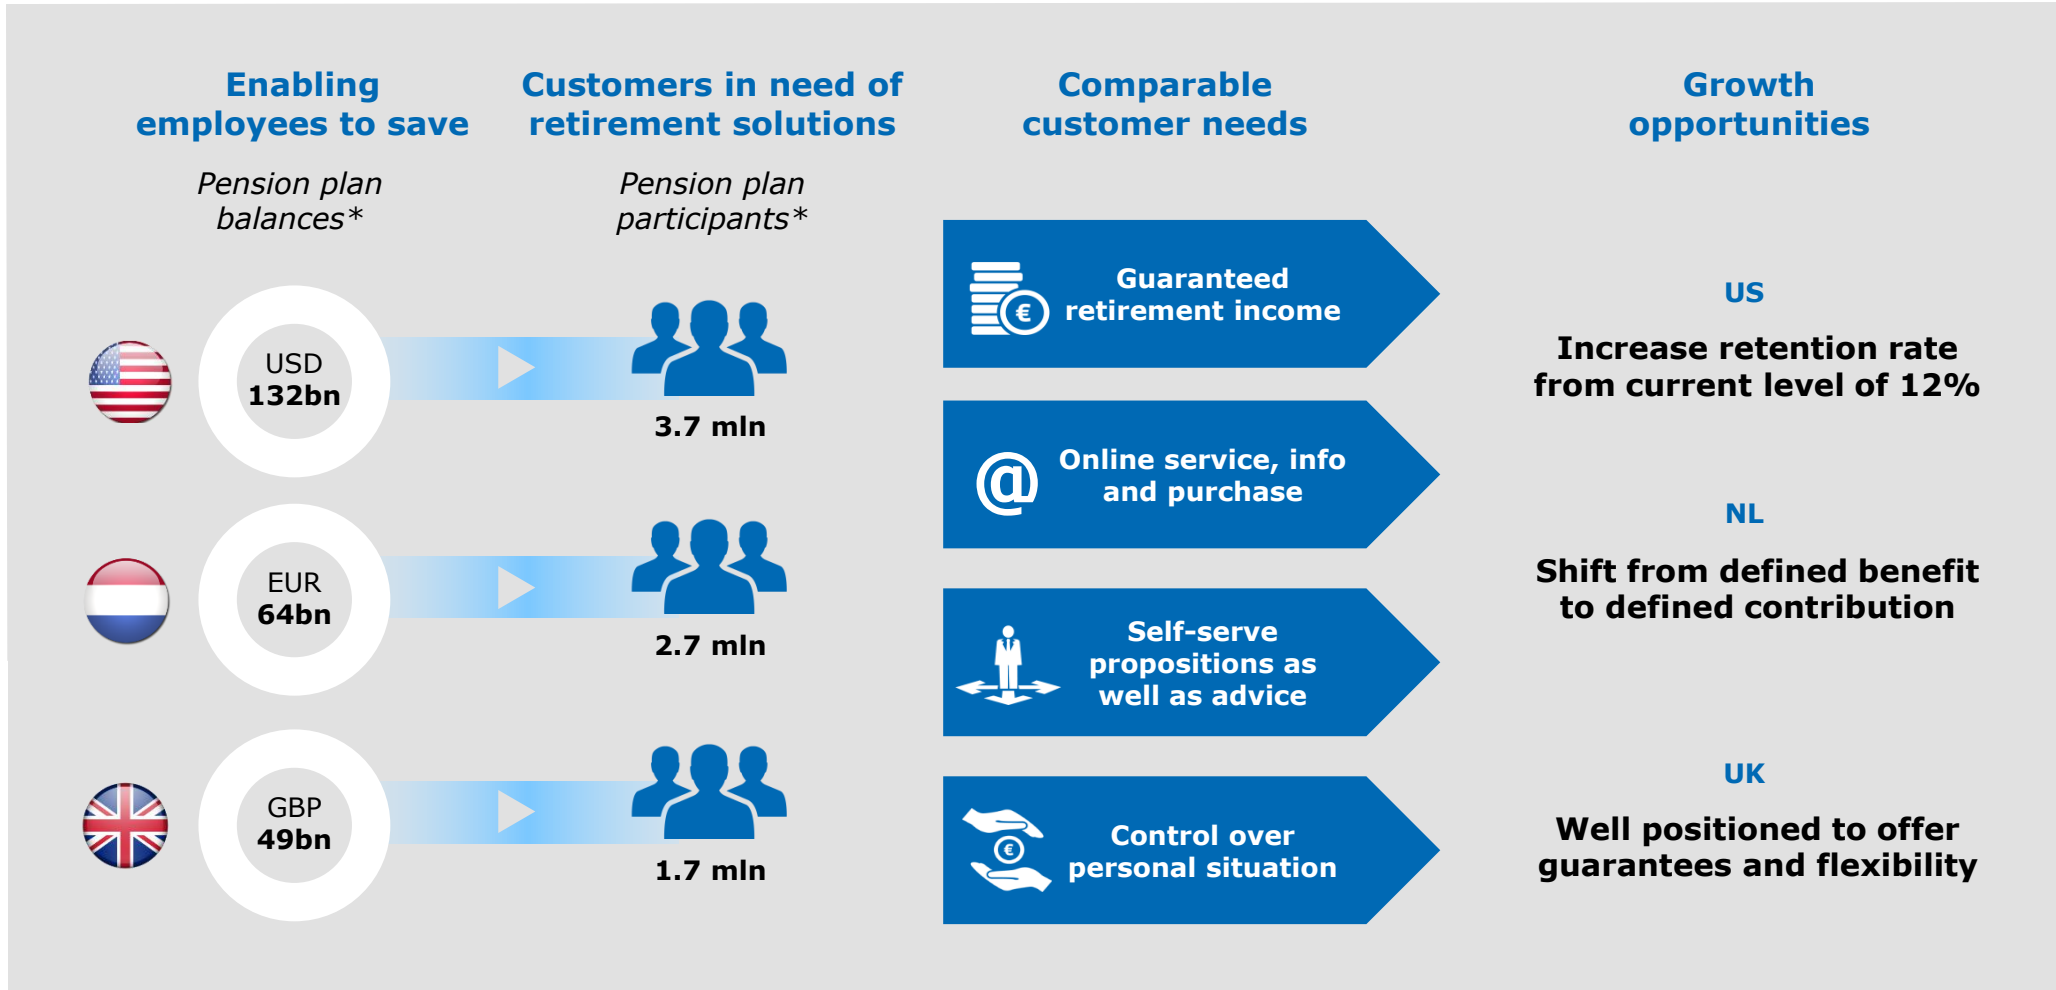 Enabling
employees to save
Customers in need of
retirement solutions
Comparable
customer needs
Growth
opportunities
Pension plan
balances*
Pension plan
participants*
USD
132bn
3.7 mln
EUR
64bn
2.7 mln
GBP
49bn
1.7 mln
€
Guaranteed
retirement income
@
Online service, info
and purchase
Self-serve
propositions as
well as advice
€
Control over
personal situation
US
Increase retention rate
from current level of 12%
NL
Shift from defined benefit
to defined contribution
UK
Well positioned to offer
guarantees and flexibility